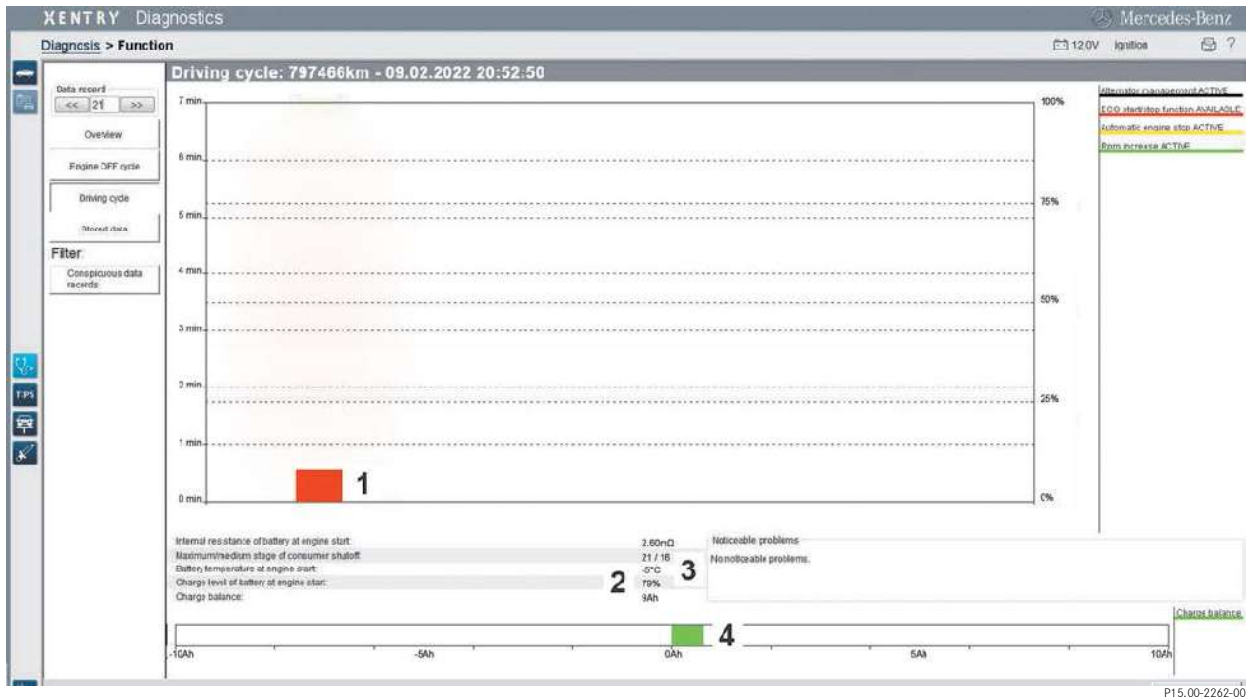 XENTRY Diagnostics
Mercedes-Benz
Diagnosis > Function
12.0V Ignition ?
Driving cycle: 797466km - 09.02.2022 20:52:50
Data record
<< 21 >>
Overview
Engine OFF cycle
Driving cycle
Stored data
Filter
Conspicuous data
records
TIPS
7 min.
6 min.
5 min.
4 min.
3 min.
2 min.
1 min.
0 min.
100%
75%
50%
25%
0%
1
Alternator management ACTIVE
ECO start/stop function AVAILABLE
Automatic engine stop ACTIVE
Rpm increase ACTIVE
Internal resistance of battery at engine start: 2.60mΩ
Maximum/medium stage of consumer shutoff: 21 / 16
Battery temperature at engine start: -5°C
Charge level of battery at engine start: 79%
Charge balance: 9Ah
2
3
Noticeable problems
No noticeable problems.
4
Charge balance
-10Ah -5Ah 0Ah 5Ah 10Ah
P15.00-2262-00